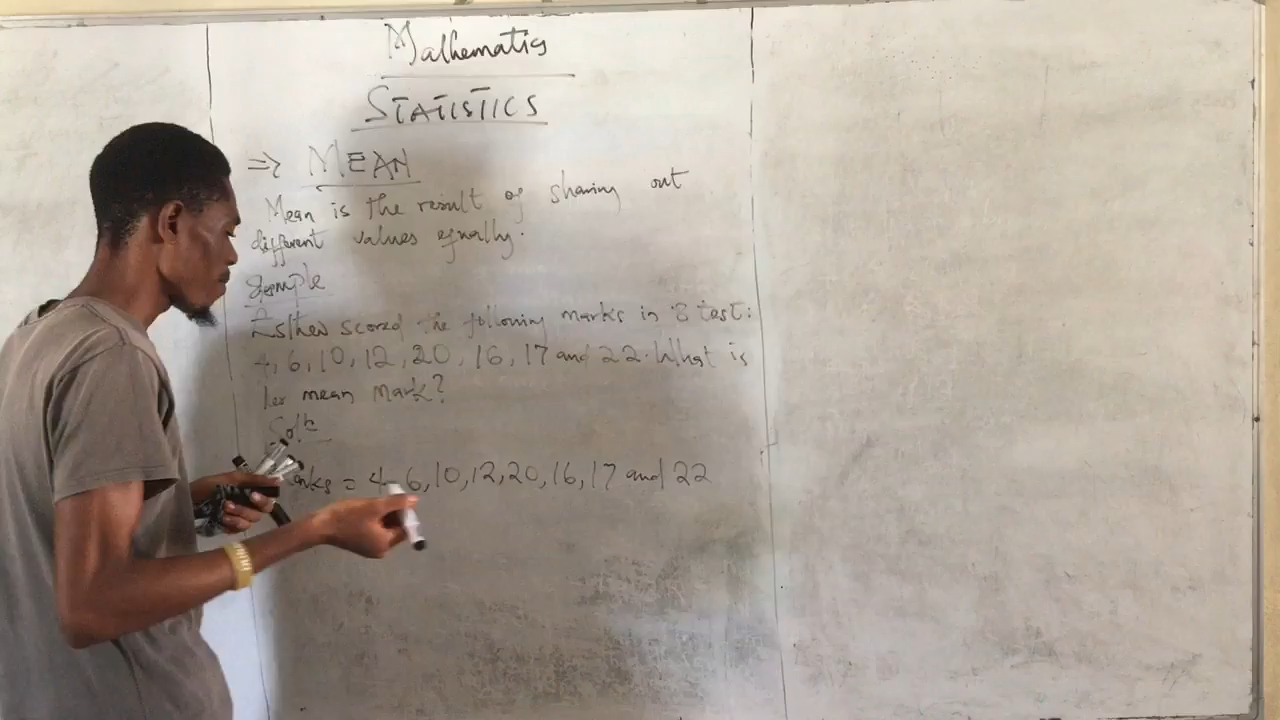 Mathematics
STATISTICS
⇒ MEAN
Mean is the result of sharing out
different values equally.
Example
Esther scored the following marks in 8 test:
4, 6, 10, 12, 20, 16, 17 and 22. What is
her mean Mark?
Soln
Marks = 4, 6, 10, 12, 20, 16, 17 and 22